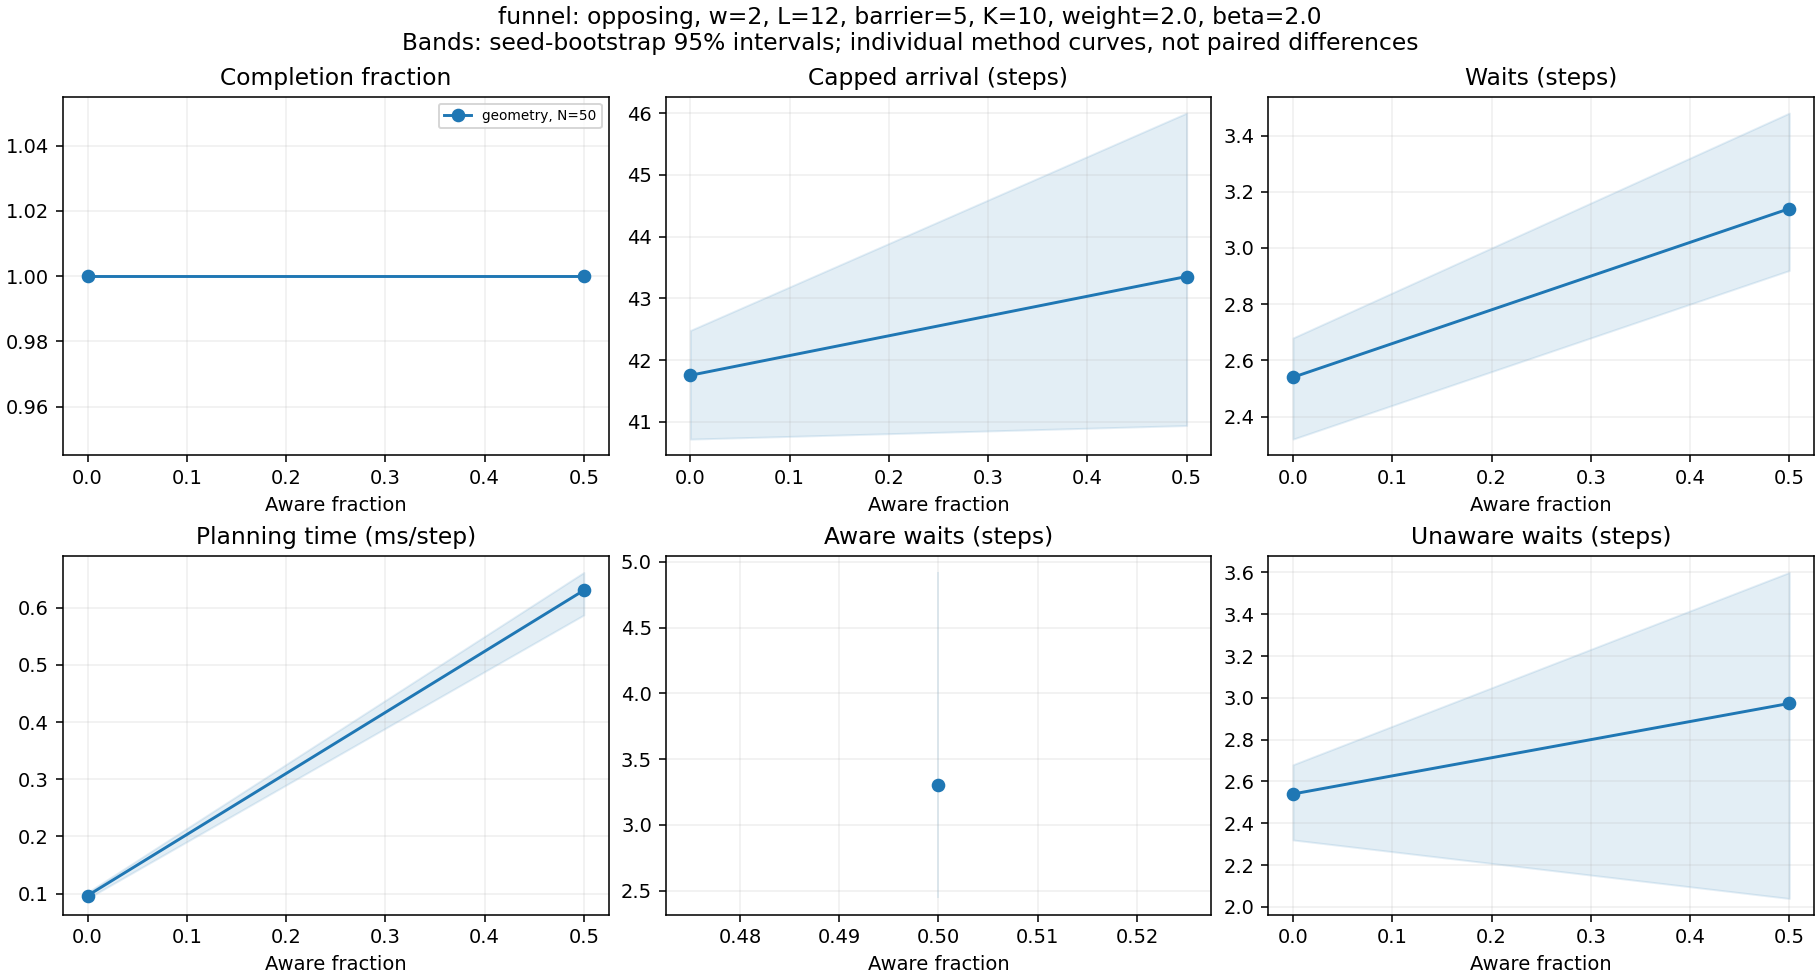 funnel: opposing, w=2, L=12, barrier=5, K=10, weight=2.0, beta=2.0
Bands: seed-bootstrap 95% intervals; individual method curves, not paired differences
Completion fraction
geometry, N=50
1.04
1.02
1.00
0.98
0.96
0.0 0.1 0.2 0.3 0.4 0.5
Aware fraction
Capped arrival (steps)
46
45
44
43
42
41
0.0 0.1 0.2 0.3 0.4 0.5
Aware fraction
Waits (steps)
3.4
3.2
3.0
2.8
2.6
2.4
0.0 0.1 0.2 0.3 0.4 0.5
Aware fraction
Planning time (ms/step)
0.6
0.5
0.4
0.3
0.2
0.1
0.0 0.1 0.2 0.3 0.4 0.5
Aware fraction
Aware waits (steps)
5.0
4.5
4.0
3.5
3.0
2.5
0.48 0.49 0.50 0.51 0.52
Aware fraction
Unaware waits (steps)
3.6
3.4
3.2
3.0
2.8
2.6
2.4
2.2
2.0
0.0 0.1 0.2 0.3 0.4 0.5
Aware fraction